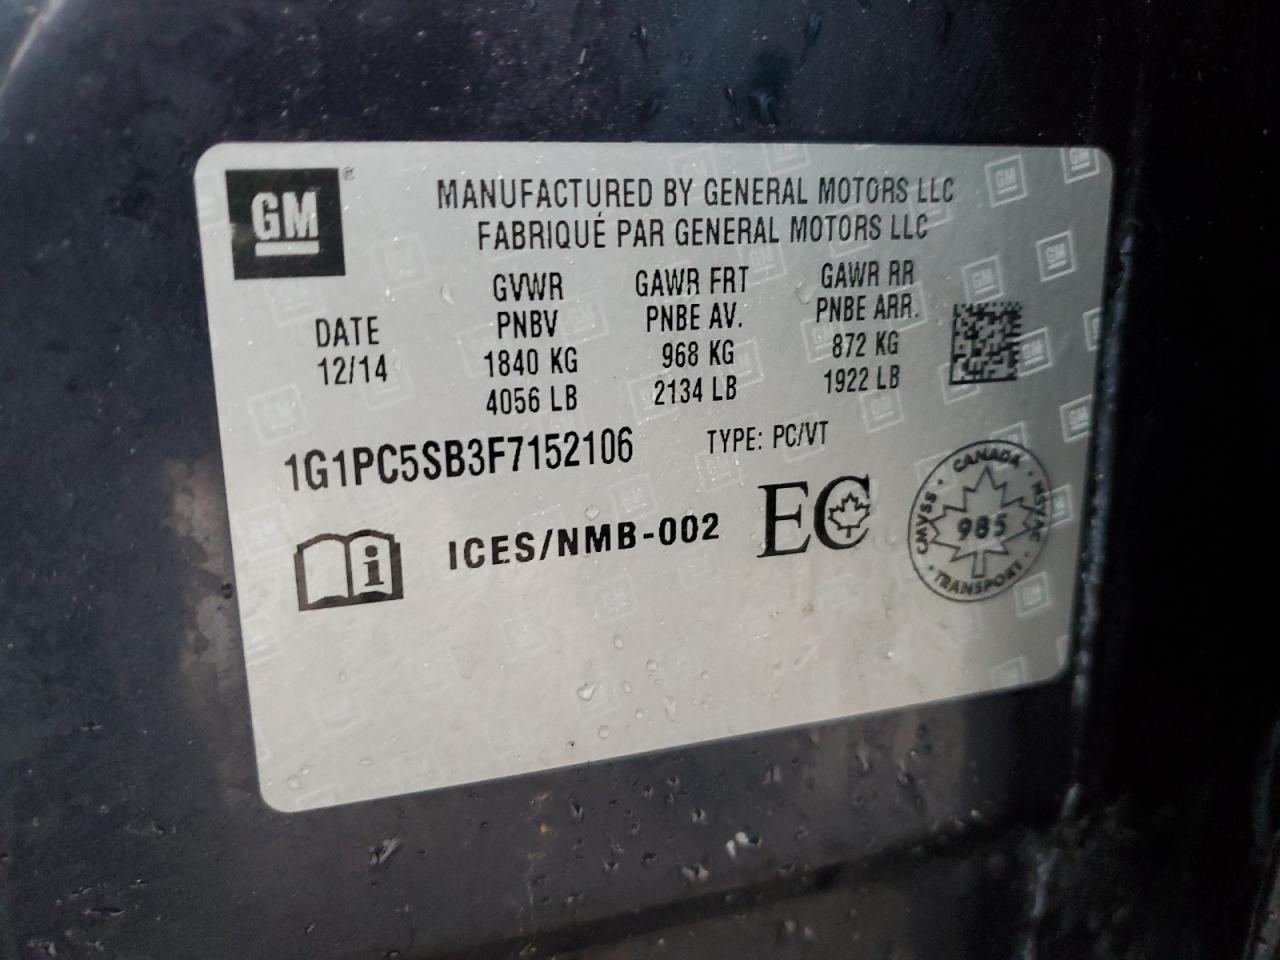 GM®
MANUFACTURED BY GENERAL MOTORS LLC
FABRIQUÉ PAR GENERAL MOTORS LLC
DATE
12/14
GVWR
PNBV
1840 KG
4056 LB
GAWR FRT
PNBE AV.
968 KG
2134 LB
GAWR RR
PNBE ARR.
872 KG
1922 LB
1G1PC5SB3F7152106
TYPE: PC/VT
i
ICES/NMB-002
EC
CANADA
CMVSS
NSVAC
985
TRANSPORT